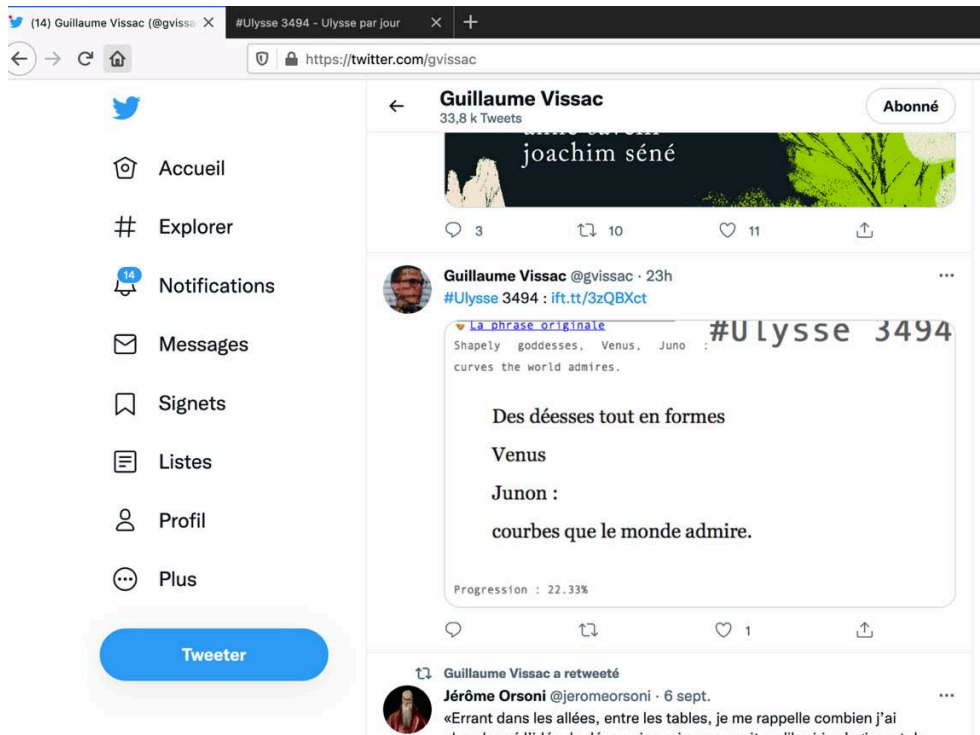 (14) Guillaume Vissac (@gvissa
#Ulysse 3494 - Ulysse par jour
https://twitter.com/gvissac
Guillaume Vissac
33,8 k Tweets
Abonné
Accueil
Explorer
14
Notifications
Messages
Signets
Listes
Profil
Plus
Tweeter
joachim séné
3 10 11
Guillaume Vissac @gvissac · 23h
#Ulysse 3494 : ift.tt/3zQBXct
La phrase originale
#Ulysse 3494
Shapely goddesses, Venus, Juno :
curves the world admires.
Des déesses tout en formes
Venus
Junon :
courbes que le monde admire.
Progression : 22.33%
1
Guillaume Vissac a retweeté
Jérôme Orsoni @jeromeorsoni · 6 sept.
«Errant dans les allées, entre les tables, je me rappelle combien j'ai